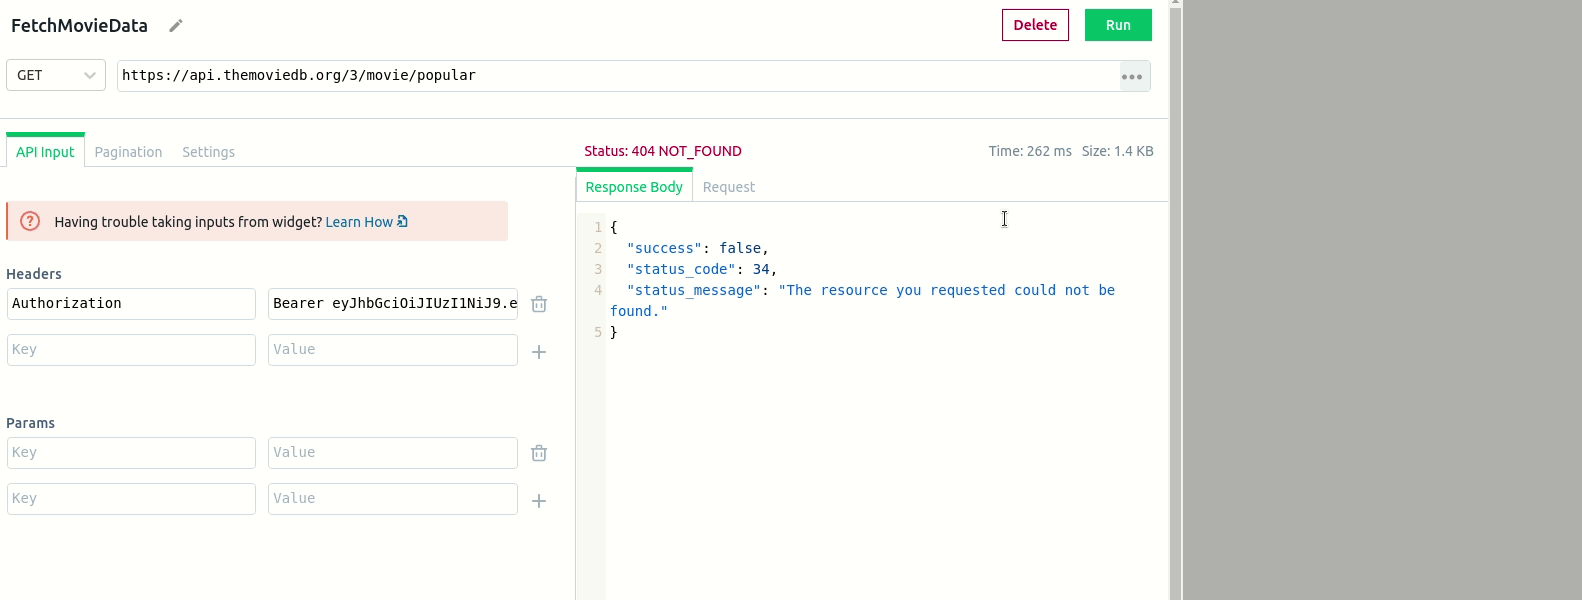 FetchMovieData
Delete
Run
GET
https://api.themoviedb.org/3/movie/popular
API Input
Pagination
Settings
Status: 404 NOT_FOUND
Time: 262 ms
Size: 1.4 KB
Response Body
Request
Having trouble taking inputs from widget? Learn How
Headers
Authorization
Bearer eyJhbGciOiJIUzI1NiJ9.e
Key
Value
Params
Key
Value
Key
Value
1 {
2 "success": false,
3 "status_code": 34,
4 "status_message": "The resource you requested could not be
found."
5 }